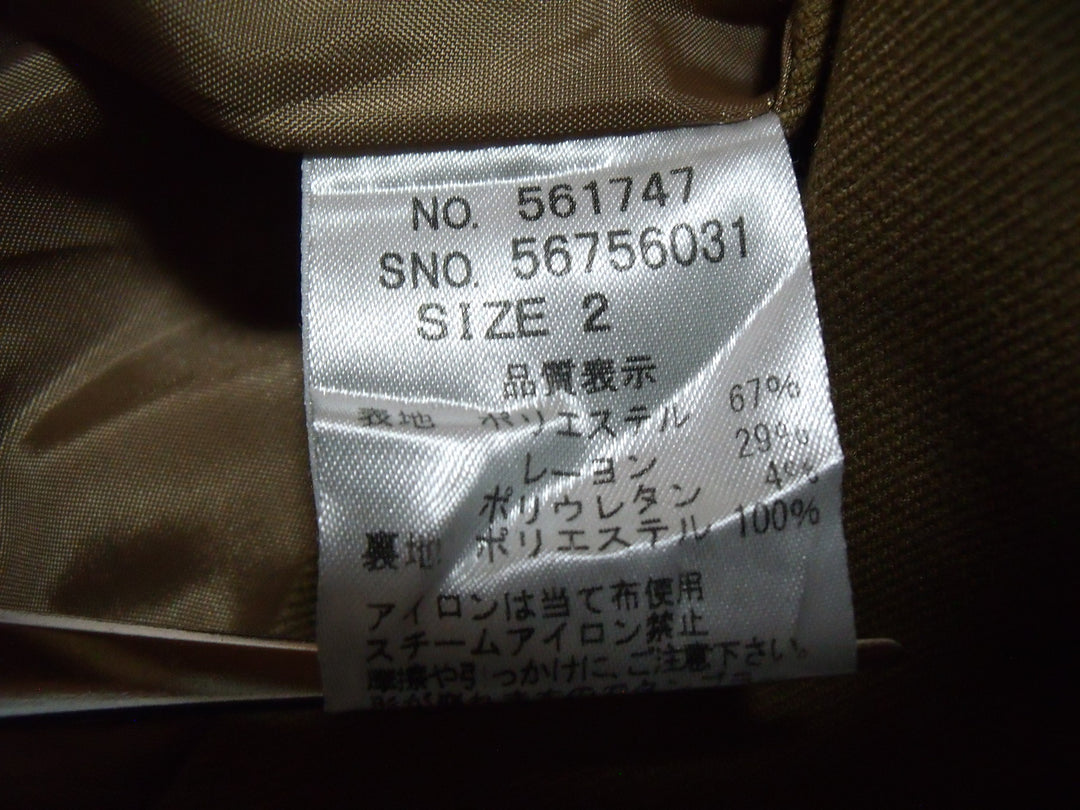 NO. 561747
SNO. 56756031
SIZE 2
品質表示
表地 ポリエステル 67%
レーヨン 29%
ポリウレタン 4%
裏地 ポリエステル 100%
アイロンは当て布使用
スチームアイロン禁止
摩擦や引っかけに、ご注意下さい。